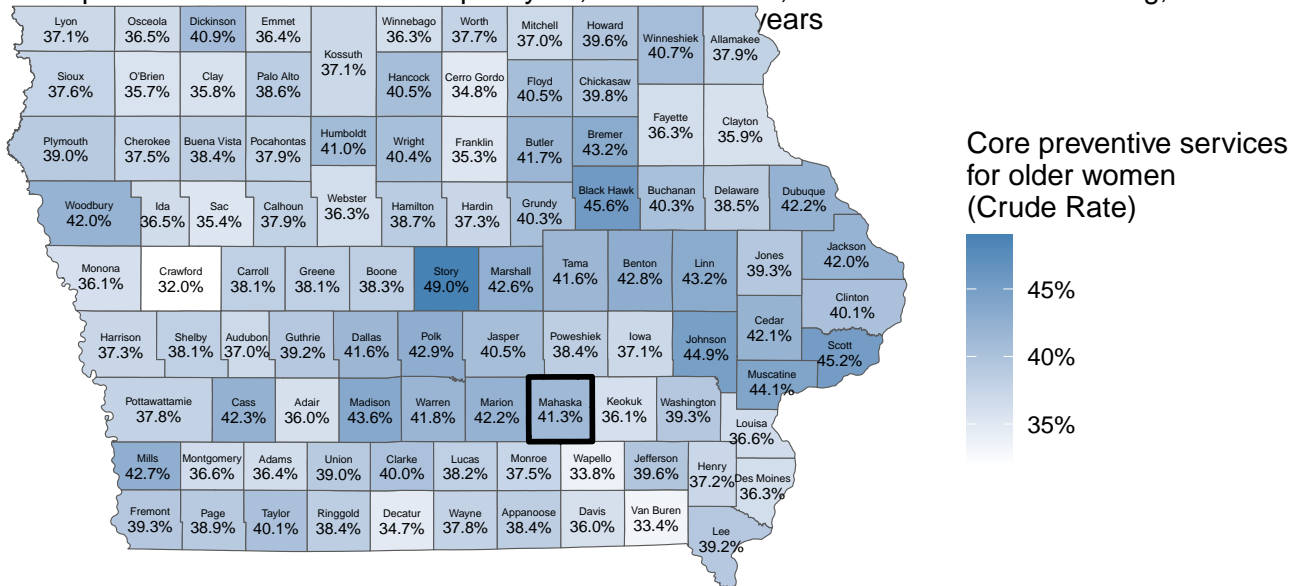 years
Lyon
37.1%
Osceola
36.5%
Dickinson
40.9%
Emmet
36.4%
Kossuth
37.1%
Winnebago
36.3%
Worth
37.7%
Mitchell
37.0%
Howard
39.6%
Winneshiek
40.7%
Allamakee
37.9%
Sioux
37.6%
O'Brien
35.7%
Clay
35.8%
Palo Alto
38.6%
Hancock
40.5%
Cerro Gordo
34.8%
Floyd
40.5%
Chickasaw
39.8%
Fayette
36.3%
Clayton
35.9%
Plymouth
39.0%
Cherokee
37.5%
Buena Vista
38.4%
Pocahontas
37.9%
Humboldt
41.0%
Wright
40.4%
Franklin
35.3%
Butler
41.7%
Bremer
43.2%
Woodbury
42.0%
Ida
36.5%
Sac
35.4%
Calhoun
37.9%
Webster
36.3%
Hamilton
38.7%
Hardin
37.3%
Grundy
40.3%
Black Hawk
45.6%
Buchanan
40.3%
Delaware
38.5%
Dubuque
42.2%
Monona
36.1%
Crawford
32.0%
Carroll
38.1%
Greene
38.1%
Boone
38.3%
Story
49.0%
Marshall
42.6%
Tama
41.6%
Benton
42.8%
Linn
43.2%
Jones
39.3%
Jackson
42.0%
Clinton
40.1%
Harrison
37.3%
Shelby
38.1%
Audubon
37.0%
Guthrie
39.2%
Dallas
41.6%
Polk
42.9%
Jasper
40.5%
Poweshiek
38.4%
Iowa
37.1%
Johnson
44.9%
Cedar
42.1%
Scott
45.2%
Muscatine
44.1%
Pottawattamie
37.8%
Cass
42.3%
Adair
36.0%
Madison
43.6%
Warren
41.8%
Marion
42.2%
Mahaska
41.3%
Keokuk
36.1%
Washington
39.3%
Louisa
36.6%
Mills
42.7%
Montgomery
36.6%
Adams
36.4%
Union
39.0%
Clarke
40.0%
Lucas
38.2%
Monroe
37.5%
Wapello
33.8%
Jefferson
39.6%
Henry
37.2%
Des Moines
36.3%
Fremont
39.3%
Page
38.9%
Taylor
40.1%
Ringgold
38.4%
Decatur
34.7%
Wayne
37.8%
Appanoose
38.4%
Davis
36.0%
Van Buren
33.4%
Lee
39.2%
Core preventive services
for older women
(Crude Rate)
45%
40%
35%